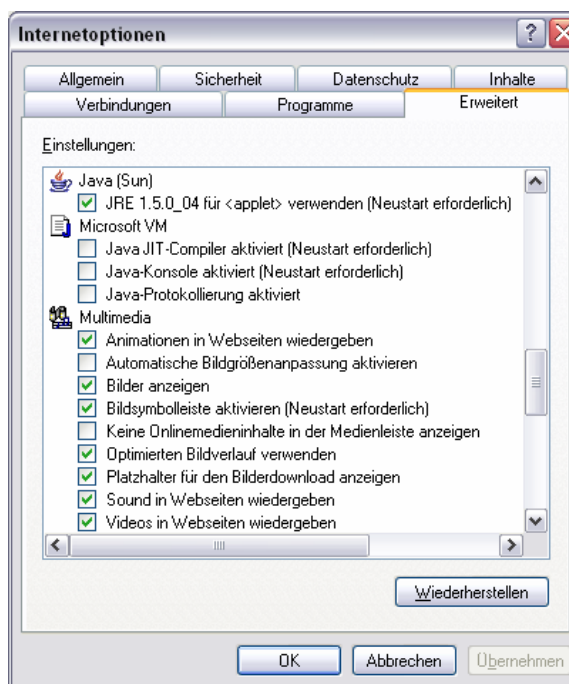 Internetoptionen
Allgemein Sicherheit Datenschutz Inhalte
Verbindungen Programme Erweitert
Einstellungen:
Java (Sun)
JRE 1.5.0_04 für <applet> verwenden (Neustart erforderlich)
Microsoft VM
Java JIT-Compiler aktiviert (Neustart erforderlich)
Java-Konsole aktiviert (Neustart erforderlich)
Java-Protokollierung aktiviert
Multimedia
Animationen in Webseiten wiedergeben
Automatische Bildgrößenanpassung aktivieren
Bilder anzeigen
Bildsymbolleiste aktivieren (Neustart erforderlich)
Keine Onlinemedieninhalte in der Medienleiste anzeigen
Optimierten Bildverlauf verwenden
Platzhalter für den Bilderdownload anzeigen
Sound in Webseiten wiedergeben
Videos in Webseiten wiedergeben
Wiederherstellen
OK Abbrechen Übernehmen